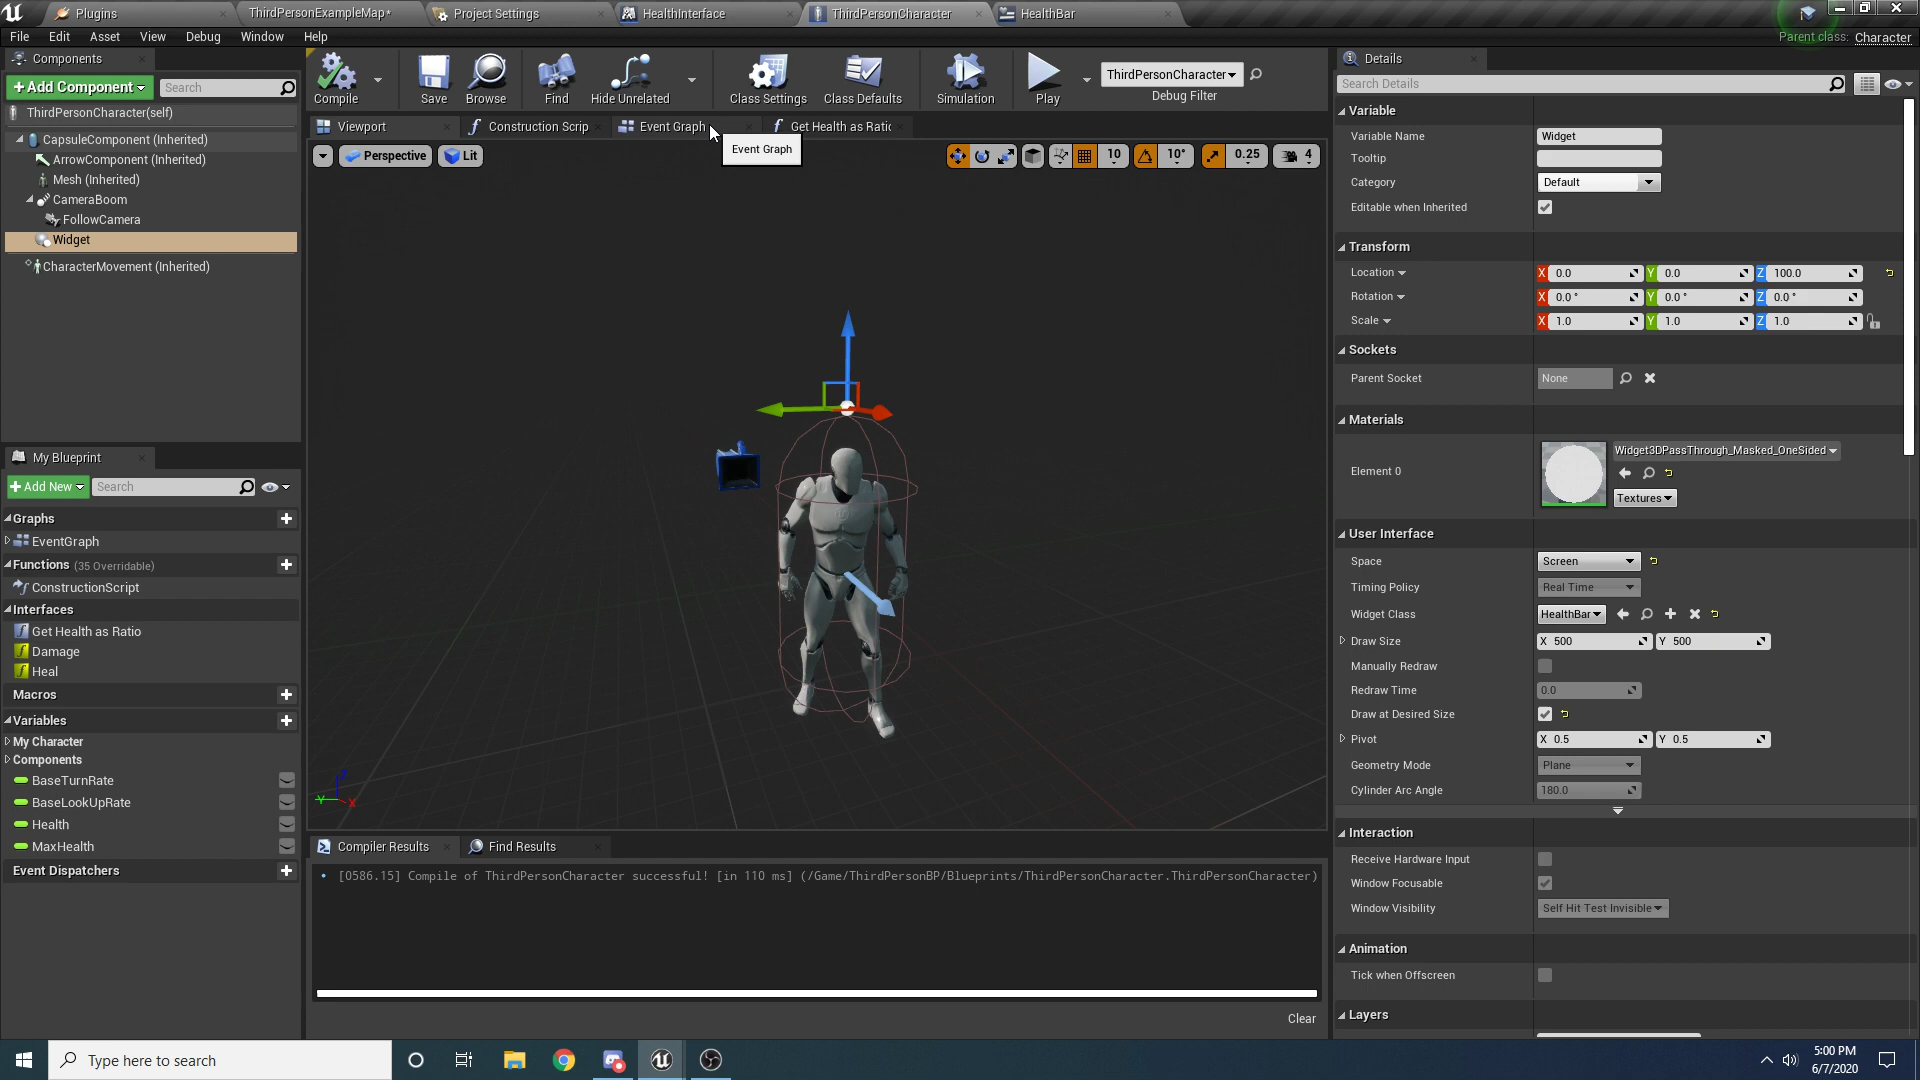 Plugins
ThirdPersonExampleMap*
Project Settings
HealthInterface
ThirdPersonCharacter
HealthBar
File Edit Asset View Debug Window Help
Parent class: Character
Components
+Add Component
Search
ThirdPersonCharacter(self)
CapsuleComponent (Inherited)
ArrowComponent (Inherited)
Mesh (Inherited)
CameraBoom
FollowCamera
Widget
CharacterMovement (Inherited)
My Blueprint
+Add New
Search
Graphs
EventGraph
Functions (35 Overridable)
ConstructionScript
Interfaces
Get Health as Ratio
Damage
Heal
Macros
Variables
My Character
Components
BaseTurnRate
BaseLookUpRate
Health
MaxHealth
Event Dispatchers
Compile
Save
Browse
Find
Hide Unrelated
Class Settings
Class Defaults
Simulation
Play
ThirdPersonCharacter
Debug Filter
Viewport
Construction Scrip
Event Graph
Get Health as Ratio
Event Graph
Perspective
Lit
10
10°
0.25
4
Z
Y
X
Compiler Results
Find Results
[0586.15] Compile of ThirdPersonCharacter successful! [in 110 ms] (/Game/ThirdPersonBP/Blueprints/ThirdPersonCharacter.ThirdPersonCharacter)
Clear
Details
Search Details
Variable
Variable Name Widget
Tooltip
Category Default
Editable when Inherited
Transform
Location X 0.0 Y 0.0 Z 100.0
Rotation X 0.0 ° Y 0.0 ° Z 0.0 °
Scale X 1.0 Y 1.0 Z 1.0
Sockets
Parent Socket None
Materials
Element 0
Widget3DPassThrough_Masked_OneSided
Textures
User Interface
Space Screen
Timing Policy Real Time
Widget Class HealthBar
Draw Size X 500 Y 500
Manually Redraw
Redraw Time 0.0
Draw at Desired Size
Pivot X 0.5 Y 0.5
Geometry Mode Plane
Cylinder Arc Angle 180.0
Interaction
Receive Hardware Input
Window Focusable
Window Visibility Self Hit Test Invisible
Animation
Tick when Offscreen
Layers
Type here to search
5:00 PM
6/7/2020